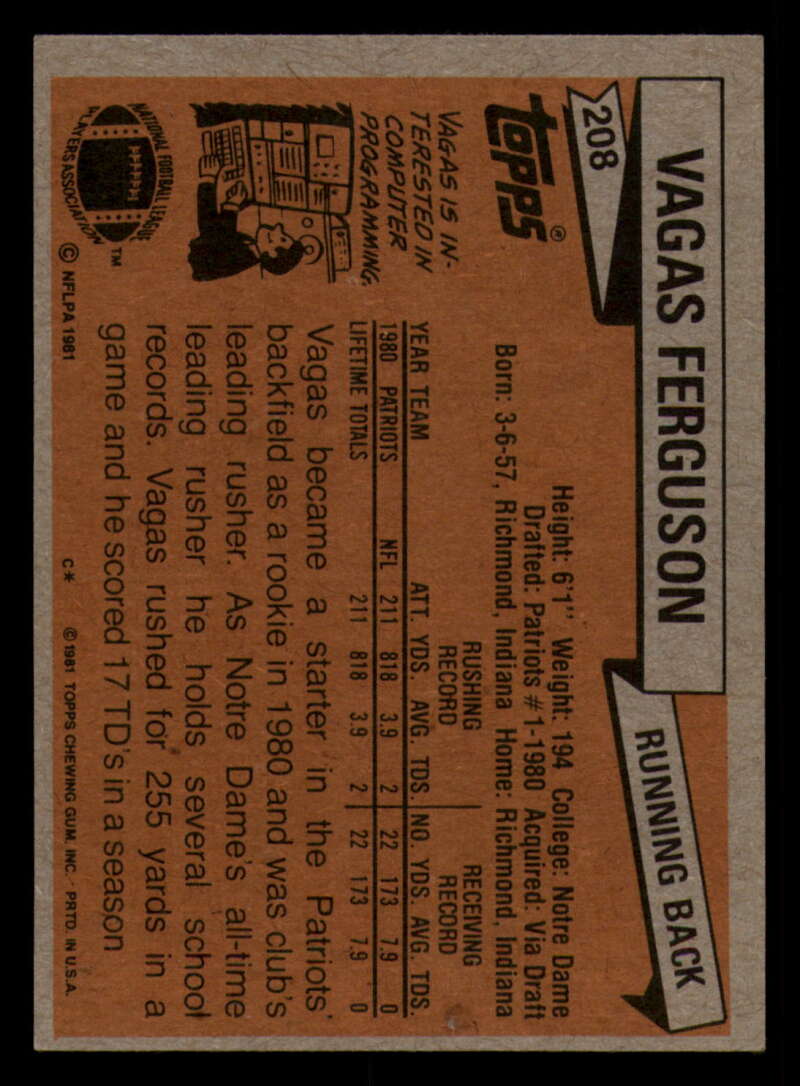 208
VAGAS FERGUSON
RUNNING BACK
topps®
Height: 6'1" Weight: 194 College: Notre Dame
Drafted: Patriots #1-1980 Acquired: Via Draft
Born: 3-6-57, Richmond, Indiana Home: Richmond, Indiana
RUSHING RECEIVING
RECORD RECORD
YEAR TEAM ATT. YDS. AVG. TDS. NO. YDS. AVG. TDS.
1980 PATRIOTS NFL 211 818 3.9 2 22 173 7.9 0
LIFETIME TOTALS 211 818 3.9 2 22 173 7.9 0
VAGAS IS IN-
TERESTED IN
COMPUTER
PROGRAMMING.
Vagas became a starter in the Patriots'
backfield as a rookie in 1980 and was club's
leading rusher. As Notre Dame's all-time
leading rusher he holds several school
records. Vagas rushed for 255 yards in a
game and he scored 17 TD's in a season
NATIONAL FOOTBALL LEAGUE
PLAYERS ASSOCIATION
™
© NFLPA 1981
C* ©1981 TOPPS CHEWING GUM, INC. · PRTD. IN U.S.A.